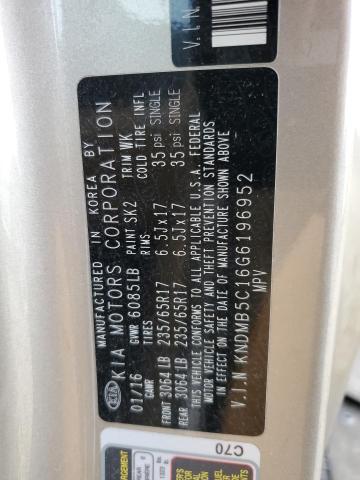 MANUFACTURED IN KOREA BY
KIA KIA MOTORS CORPORATION
01/16 GVWR 6085LB PAINT SK2 TRIM WK
GAWR TIRES RIMS COLD TIRE INFL
FRONT 3064LB 235/65R17 6.5Jx17 35 psi SINGLE
REAR 3064LB 235/65R17 6.5Jx17 35 psi SINGLE
THIS VEHICLE CONFORMS TO ALL APPLICABLE U.S.A. FEDERAL
MOTOR VEHICLE SAFETY, BUMPER AND THEFT PREVENTION STANDARDS
IN EFFECT ON THE DATE OF MANUFACTURE SHOWN ABOVE
V.I.N KNDMB5C16G6196952
MPV
V.I.N
C70